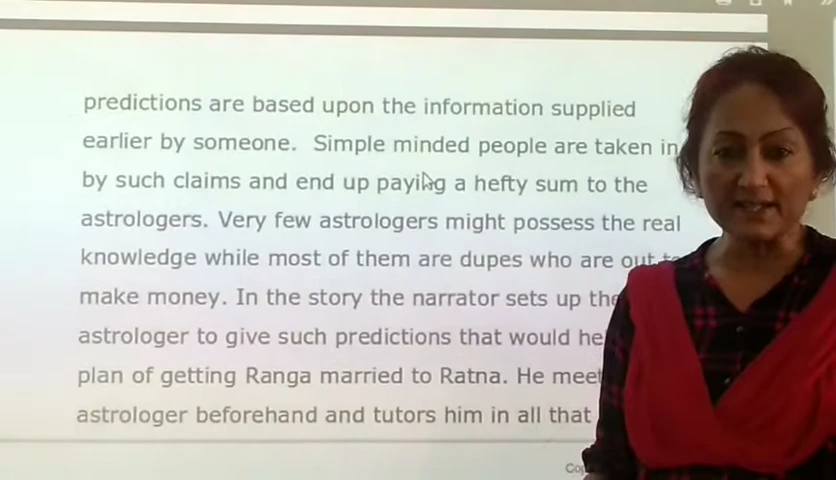 predictions are based upon the information supplied
earlier by someone. Simple minded people are taken in
by such claims and end up paying a hefty sum to the
astrologers. Very few astrologers might possess the real
knowledge while most of them are dupes who are out to
make money. In the story the narrator sets up the
astrologer to give such predictions that would
plan of getting Ranga married to Ratna. He
astrologer beforehand and tutors him in all that